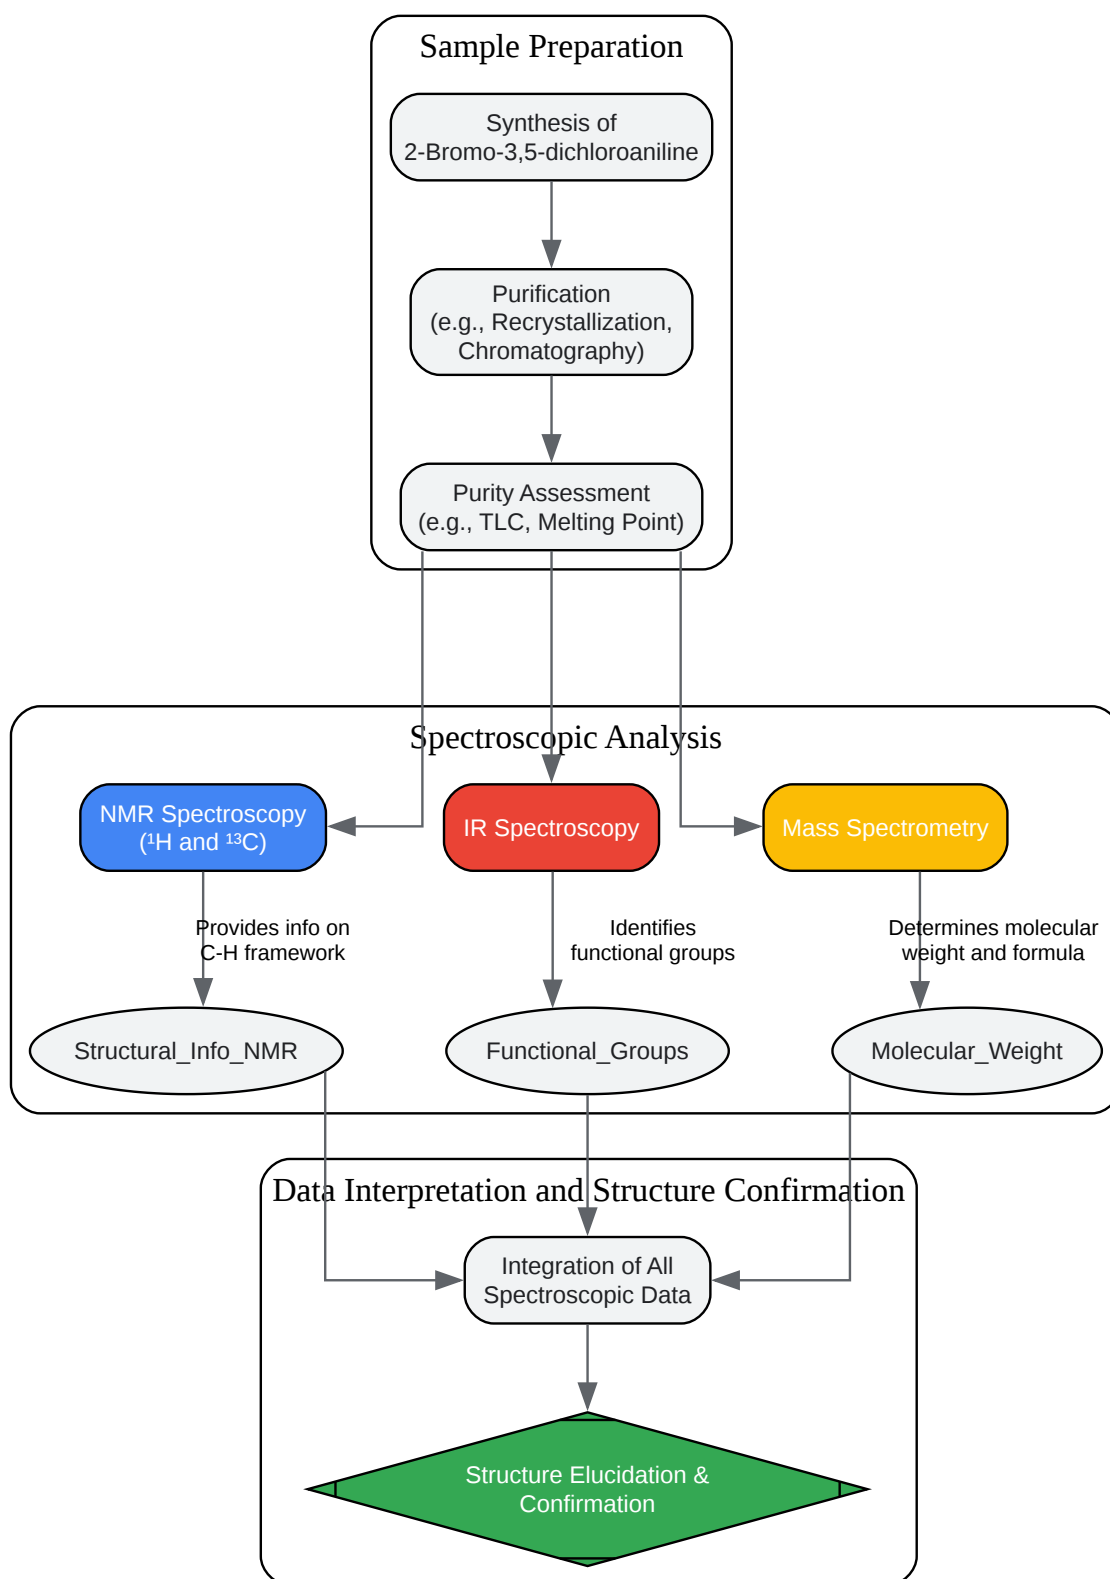 Sample Preparation
Synthesis of
2-Bromo-3,5-dichloroaniline
Purification
(e.g., Recrystallization,
Chromatography)
Purity Assessment
(e.g., TLC, Melting Point)
Spectroscopic Analysis
NMR Spectroscopy
(¹H and ¹³C)
IR Spectroscopy
Mass Spectrometry
Provides info on
C-H framework
Identifies
functional groups
Determines molecular
weight and formula
Structural_Info_NMR
Functional_Groups
Molecular_Weight
Data Interpretation and Structure Confirmation
Integration of All
Spectroscopic Data
Structure Elucidation &
Confirmation